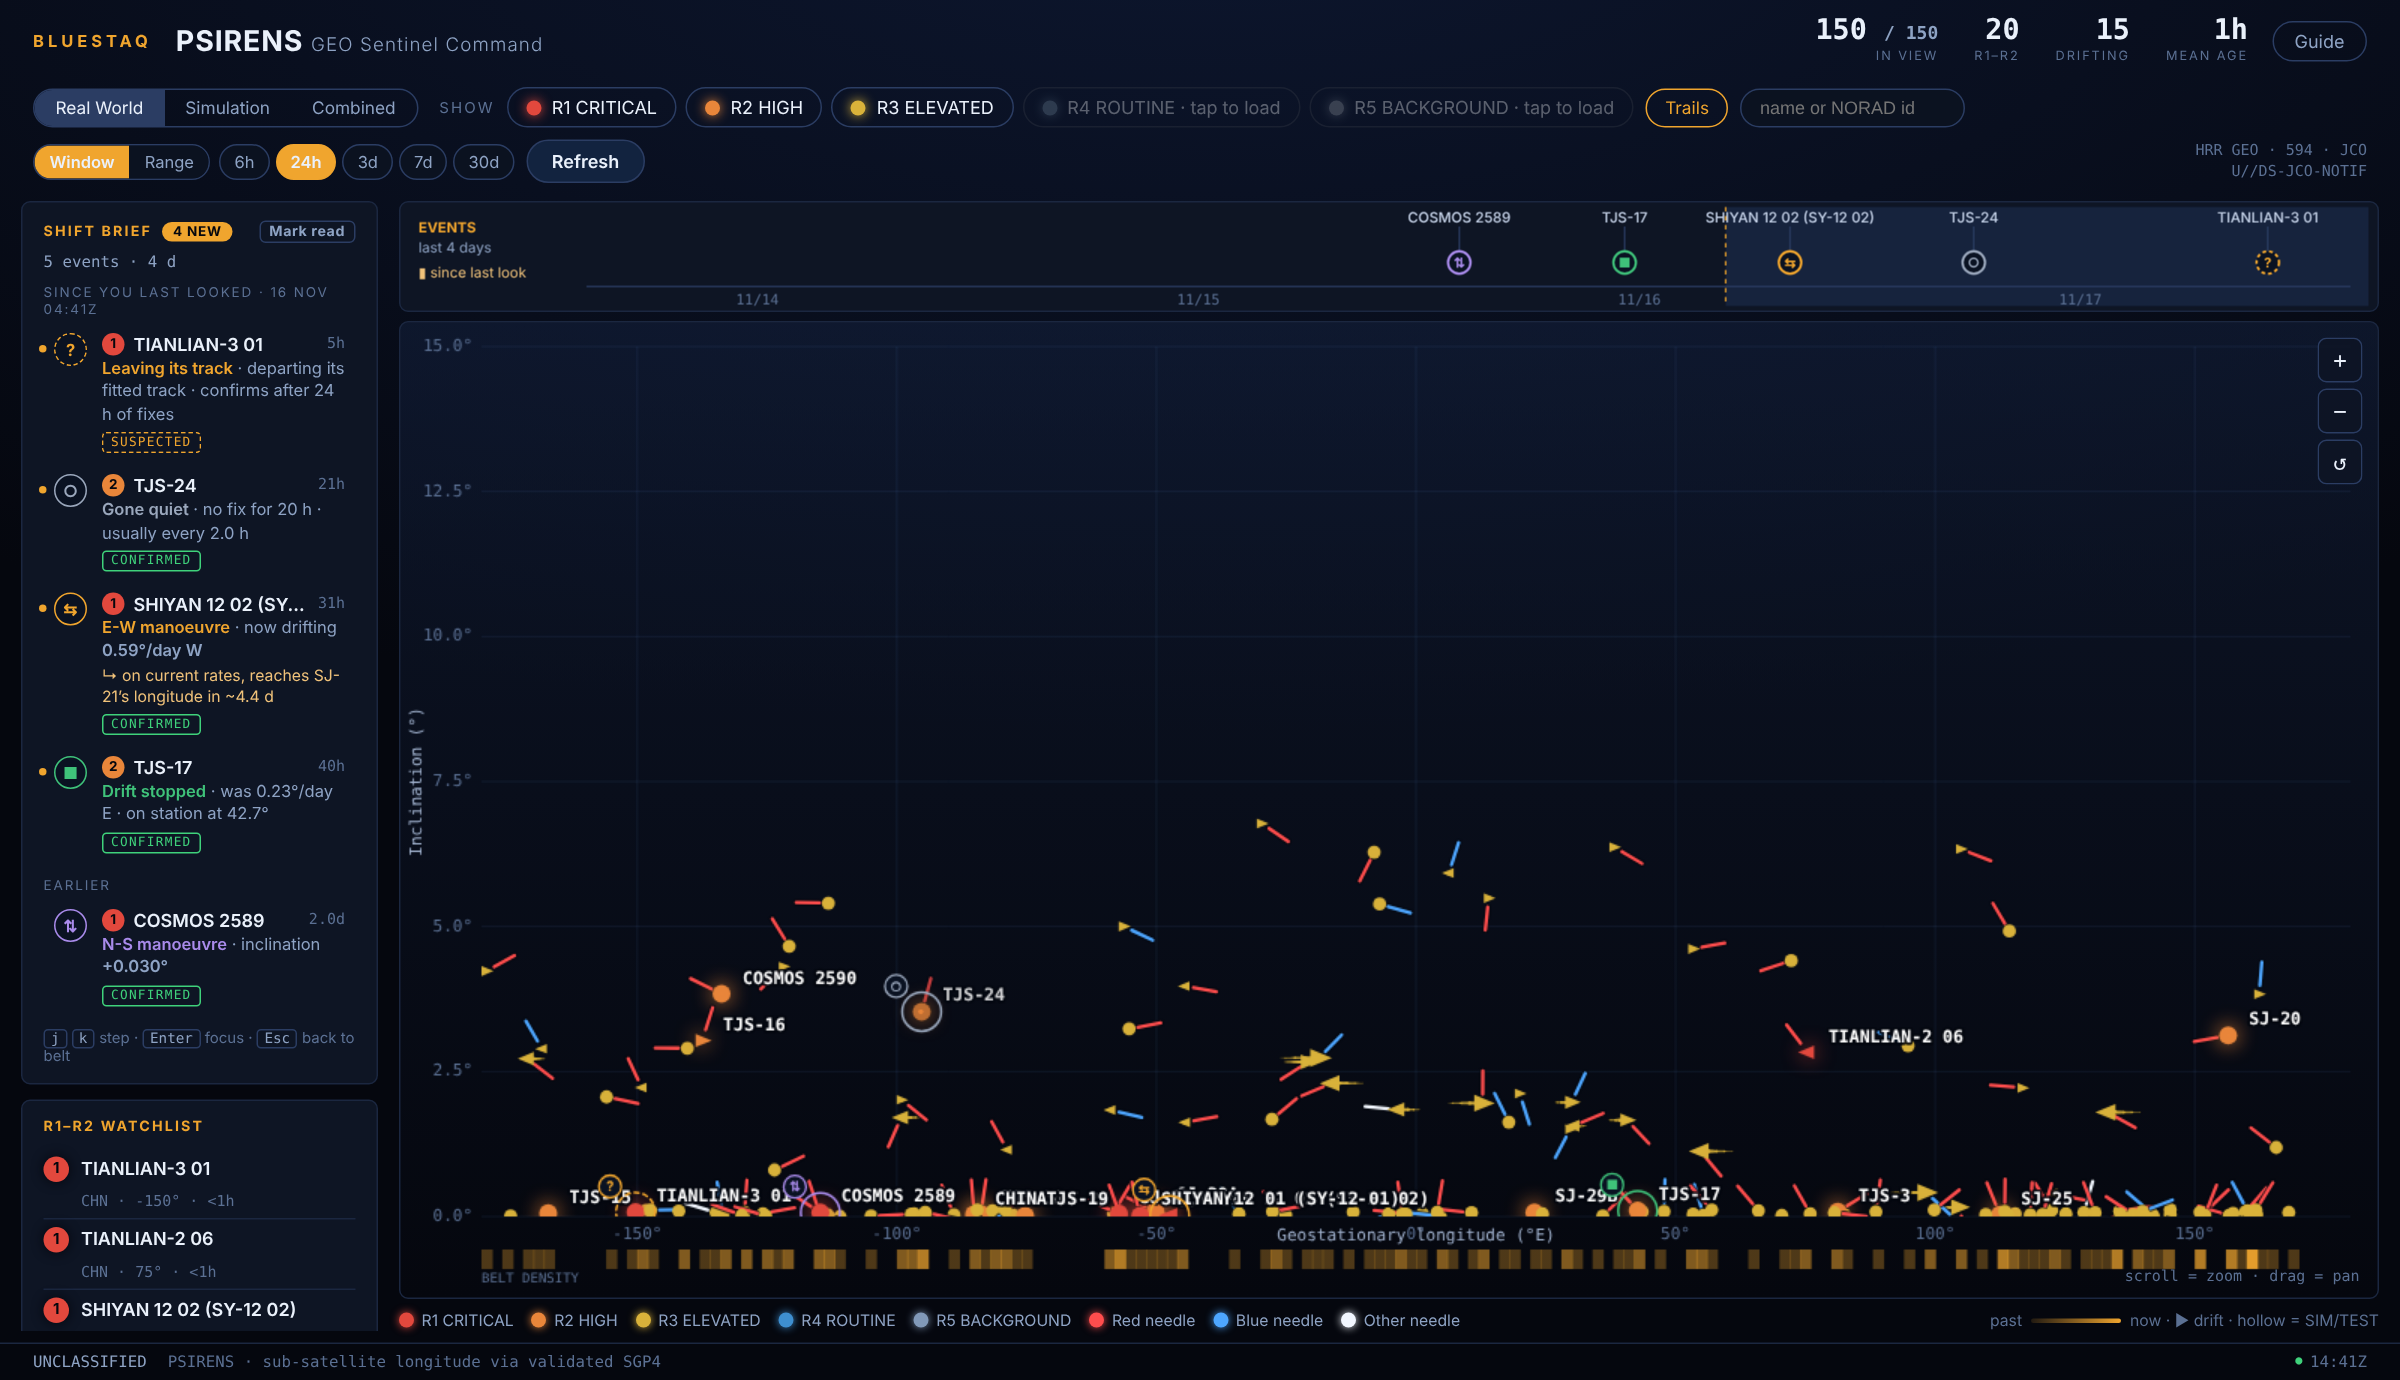 BLUESTAQ PSIRENS GEO Sentinel Command
150 / 150 IN VIEW
20 R1–R2
15 DRIFTING
1h MEAN AGE
Guide
Real World Simulation Combined SHOW R1 CRITICAL R2 HIGH R3 ELEVATED R4 ROUTINE · tap to load R5 BACKGROUND · tap to load Trails name or NORAD id
Window Range 6h 24h 3d 7d 30d Refresh
HRR GEO · 594 · JCO
U//DS-JCO-NOTIF
SHIFT BRIEF 4 NEW Mark read
5 events · 4 d
SINCE YOU LAST LOOKED · 16 NOV
04:41Z
? 1 TIANLIAN-3 01 5h
Leaving its track · departing its
fitted track · confirms after 24
h of fixes
SUSPECTED
2 TJS-24 21h
Gone quiet · no fix for 20 h ·
usually every 2.0 h
CONFIRMED
⇆ 1 SHIYAN 12 02 (SY... 31h
E-W manoeuvre · now drifting
0.59°/day W
↳ on current rates, reaches SJ-
21's longitude in ~4.4 d
CONFIRMED
2 TJS-17 40h
Drift stopped · was 0.23°/day
E · on station at 42.7°
CONFIRMED
EARLIER
⇅ 1 COSMOS 2589 2.0d
N-S manoeuvre · inclination
+0.030°
CONFIRMED
j k step · Enter focus · Esc back to
belt
R1–R2 WATCHLIST
1 TIANLIAN-3 01
CHN · -150° · <1h
1 TIANLIAN-2 06
CHN · 75° · <1h
1 SHIYAN 12 02 (SY-12 02)
EVENTS
last 4 days
since last look
COSMOS 2589 TJS-17 SHIYAN 12 02 (SY-12 02) TJS-24 TIANLIAN-3 01
⇅ ⇆ ?
11/14 11/15 11/16 11/17
+
−
↺
Inclination (°)
15.0°
12.5°
10.0°
7.5°
5.0°
2.5°
0.0°
COSMOS 2590
TJS-24
TJS-16
SJ-20
TIANLIAN-2 06
TJS-15 TIANLIAN-3 01 COSMOS 2589 TJS-19 SJ-29B TJS-17 TJS-3 SJ-25
-150° -100° -50° 0° 50° 100° 150°
Geostationary longitude (°E)
BELT DENSITY
scroll = zoom · drag = pan
R1 CRITICAL R2 HIGH R3 ELEVATED R4 ROUTINE R5 BACKGROUND Red needle Blue needle Other needle
past now · ▶ drift · hollow = SIM/TEST
UNCLASSIFIED PSIRENS · sub-satellite longitude via validated SGP4
14:41Z